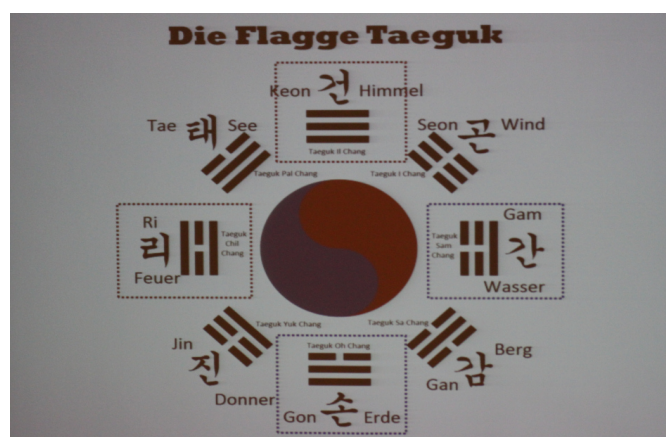 Die Flagge Taeguk
Keon 건 Himmel
Taeguk Il Chang
Tae 태 See
Taeguk Pal Chang
Seon 곤 Wind
Taeguk I Chang
Ri
리
Feuer
Taeguk
Chil
Chang
Gam
간
Wasser
Taeguk
Sam
Chang
Taeguk Yuk Chang
Jin
진
Donner
Taeguk Sa Chang
Berg
감
Gan
Taeguk Oh Chang
Gon 손 Erde